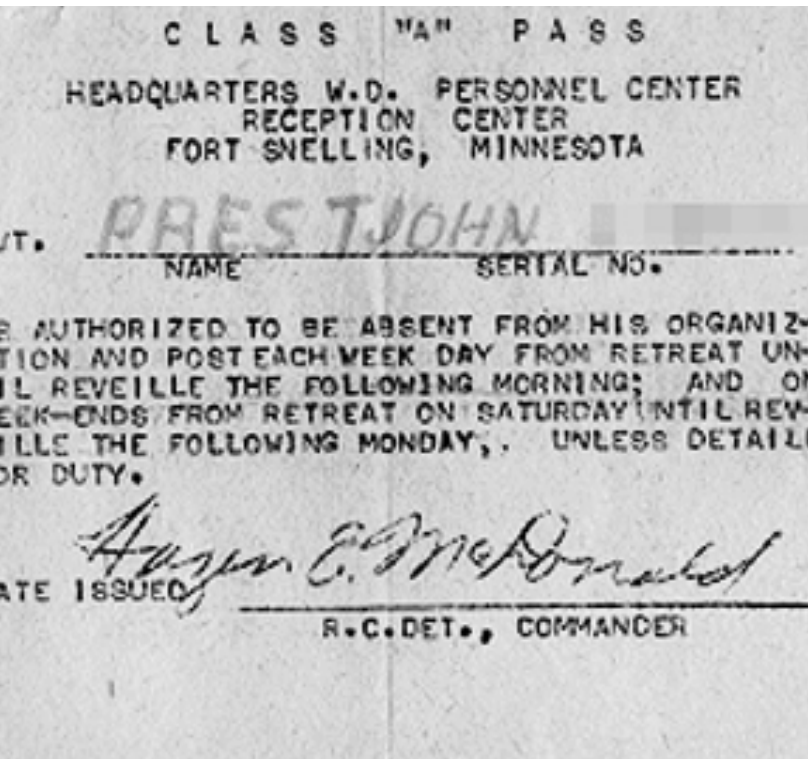 CLASS "A" PASS
HEADQUARTERS W.D. PERSONNEL CENTER
RECEPTION CENTER
FORT SNELLING, MINNESOTA
PRESTJOHN
NAME SERIAL NO.
AUTHORIZED TO BE ABSENT FROM HIS ORGANIZ-
TION AND POST EACH WEEK DAY FROM RETREAT UN-
IL REVEILLE THE FOLLOWING MORNING; AND ON
EEK-ENDS FROM RETREAT ON SATURDAY UNTIL REV-
ILLE THE FOLLOWING MONDAY,. UNLESS DETAILE
OR DUTY.
E. McDonald
ATE ISSUED
R.C.DET., COMMANDER